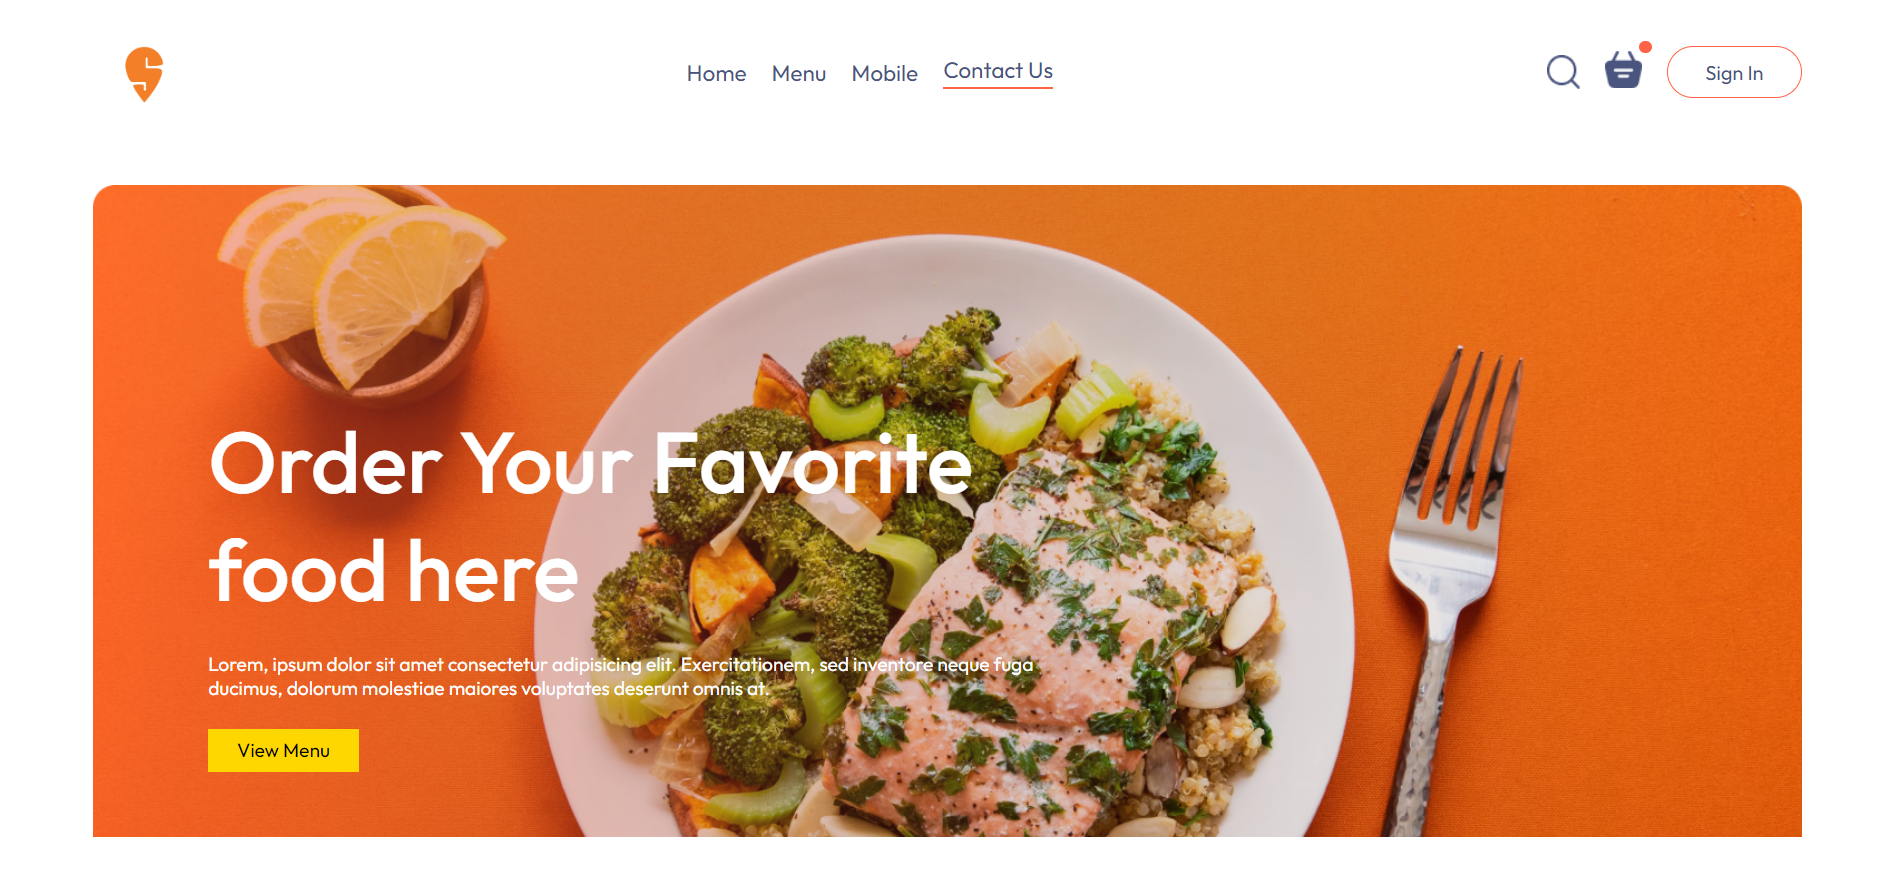 Home Menu Mobile Contact Us Sign In
Order Your Favorite
food here
Lorem, ipsum dolor sit amet consectetur adipisicing elit. Exercitationem, sed inventore neque fuga
ducimus, dolorum molestiae maiores voluptates deserunt omnis at.
View Menu